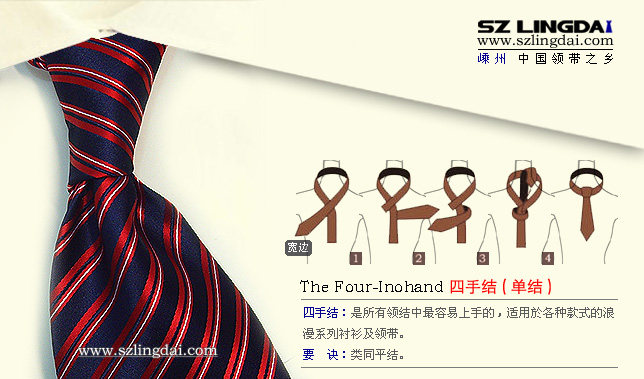 SZ LINGDAI
www.szlingdai.com
嵊州 中国领带之乡
宽边
1 2 3 4
The Four-Inohand 四手结(单结)
四手结：是所有领结中最容易上手的，适用於各种款式的浪
漫系列衬衫及领带。
要 诀：类同平结。
www.szlingdai.com